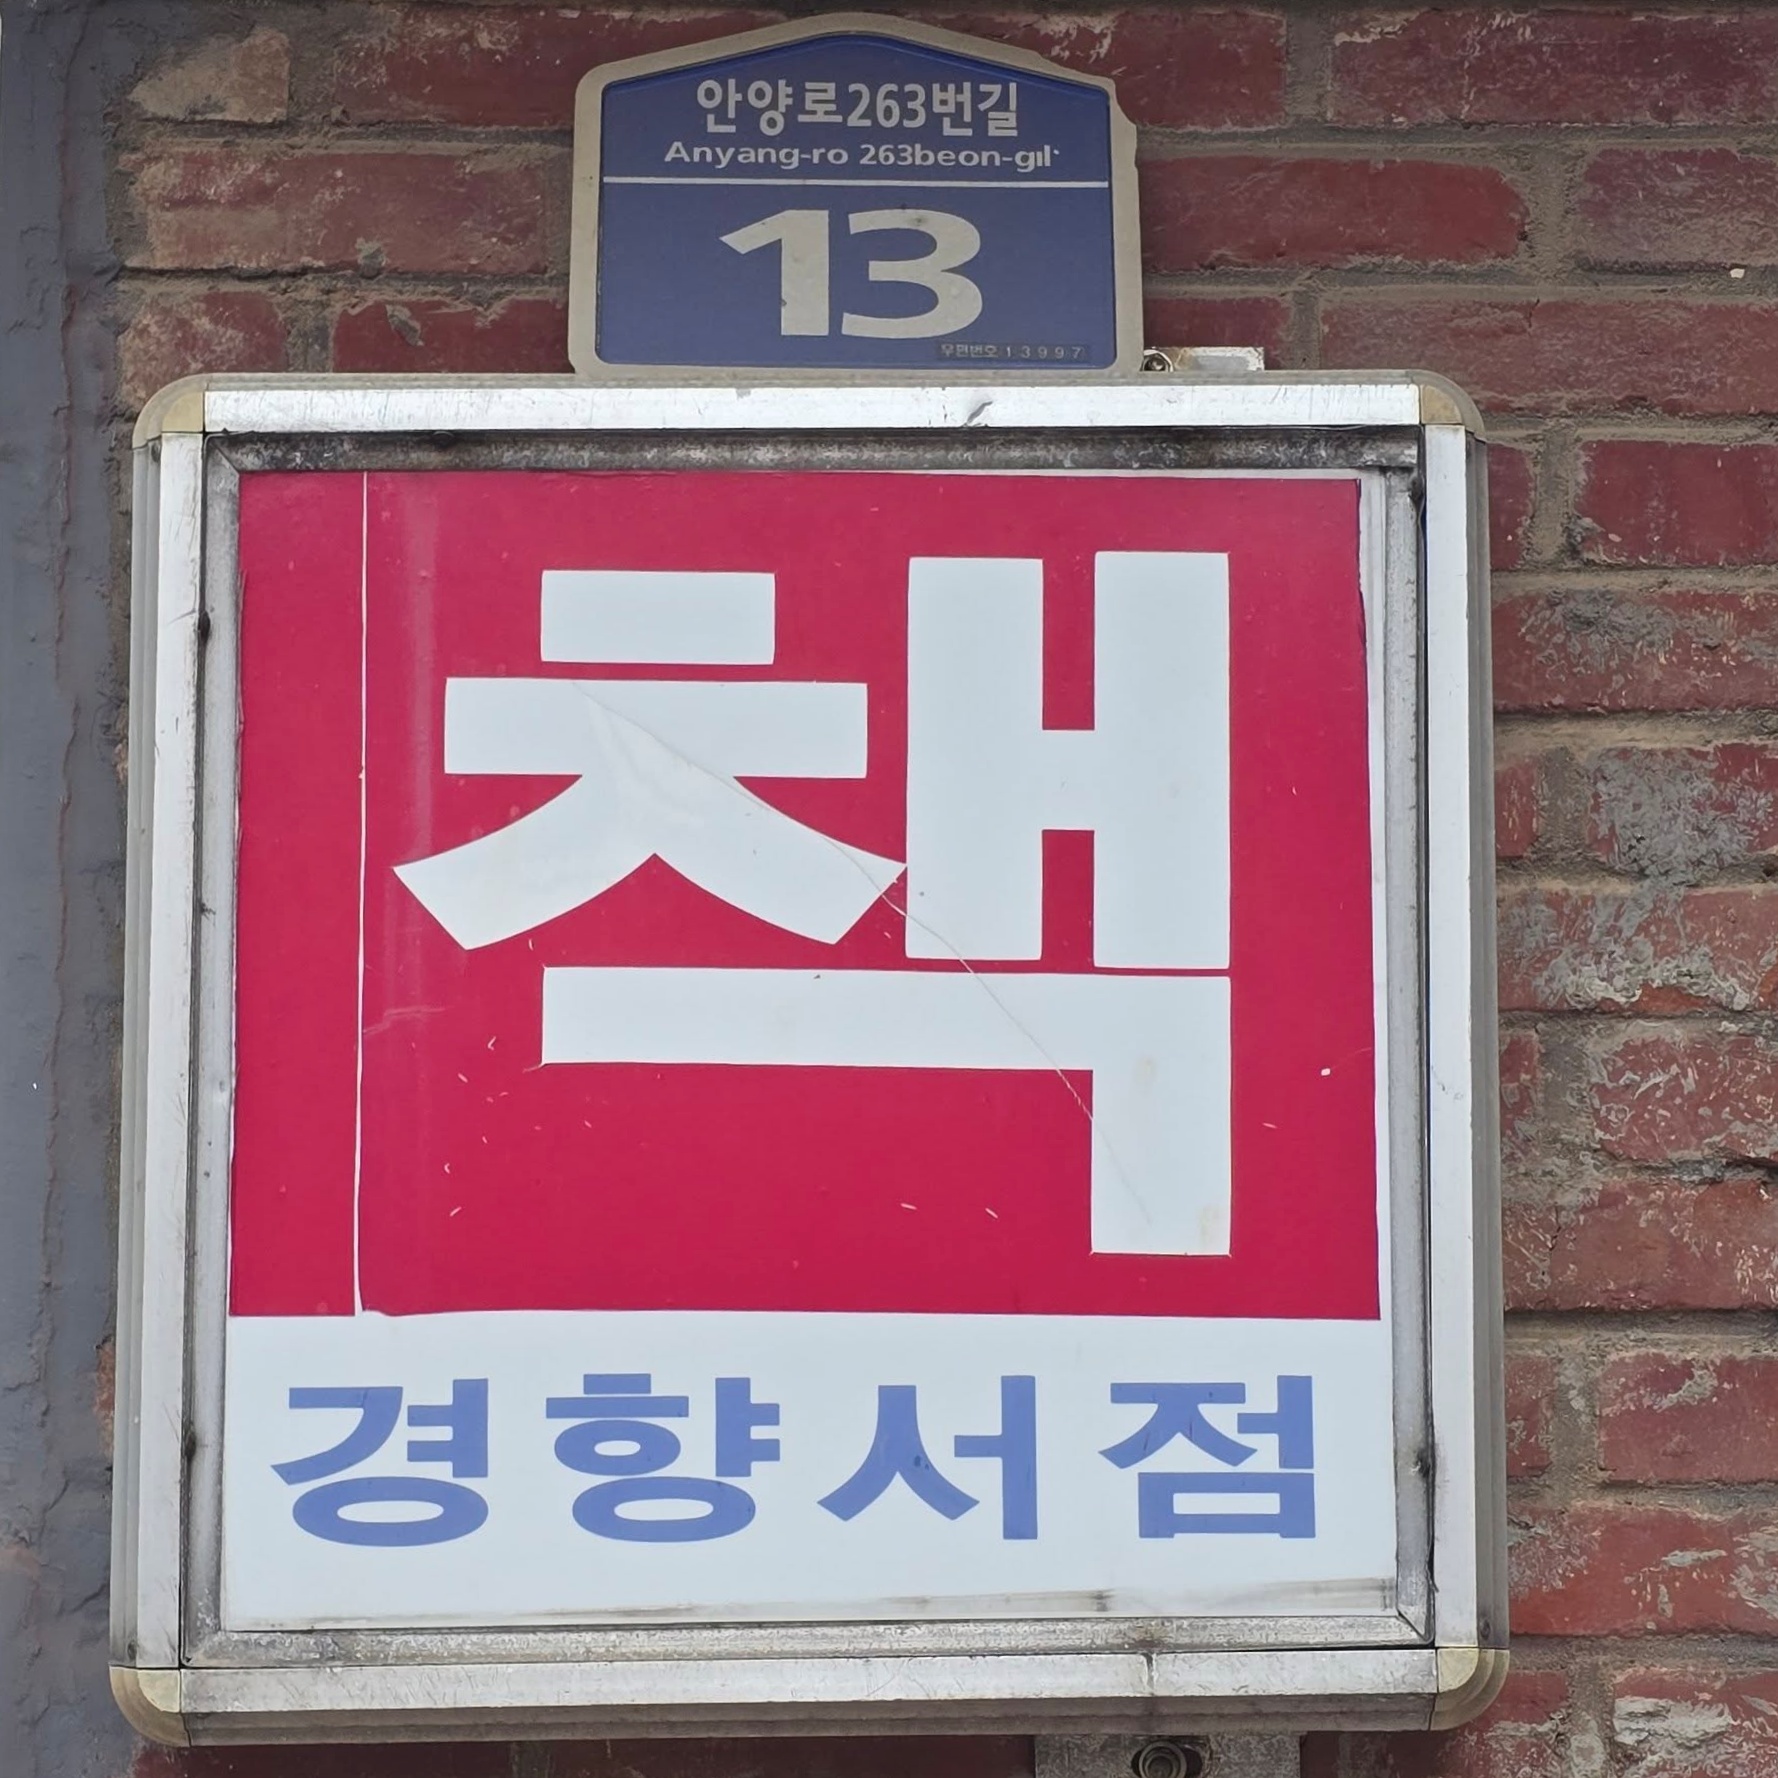 안양로263번길
Anyang-ro 263beon-gil
13
우편번호 13997
책
경향서점